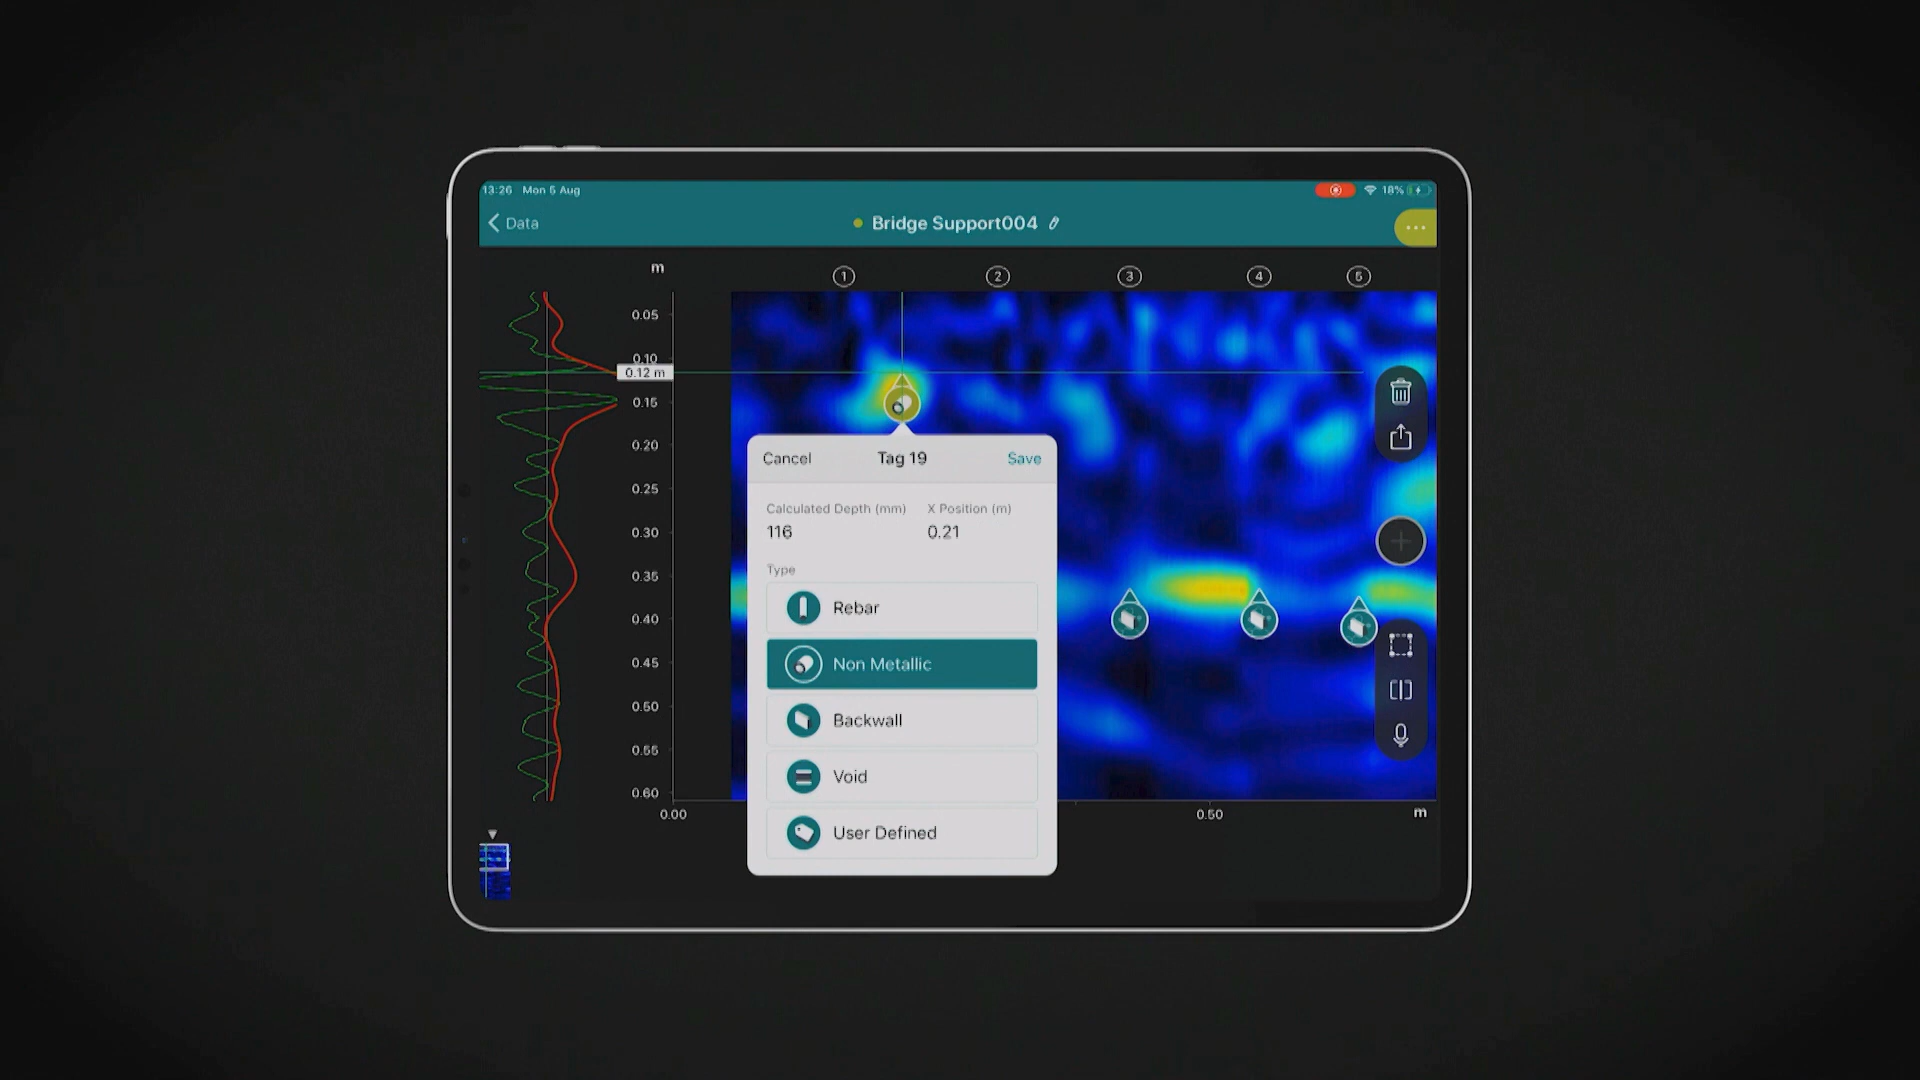 13:26 Mon 5 Aug
18%
Data
Bridge Support004
m
1 2 3 4 5
0.05
0.10
0.12 m
0.15
0.20
0.25
0.30
0.35
0.40
0.45
0.50
0.55
0.60
0.00
0.50
m
Cancel
Tag 19
Save
Calculated Depth (mm)
X Position (m)
116
0.21
Type
Rebar
Non Metallic
Backwall
Void
User Defined